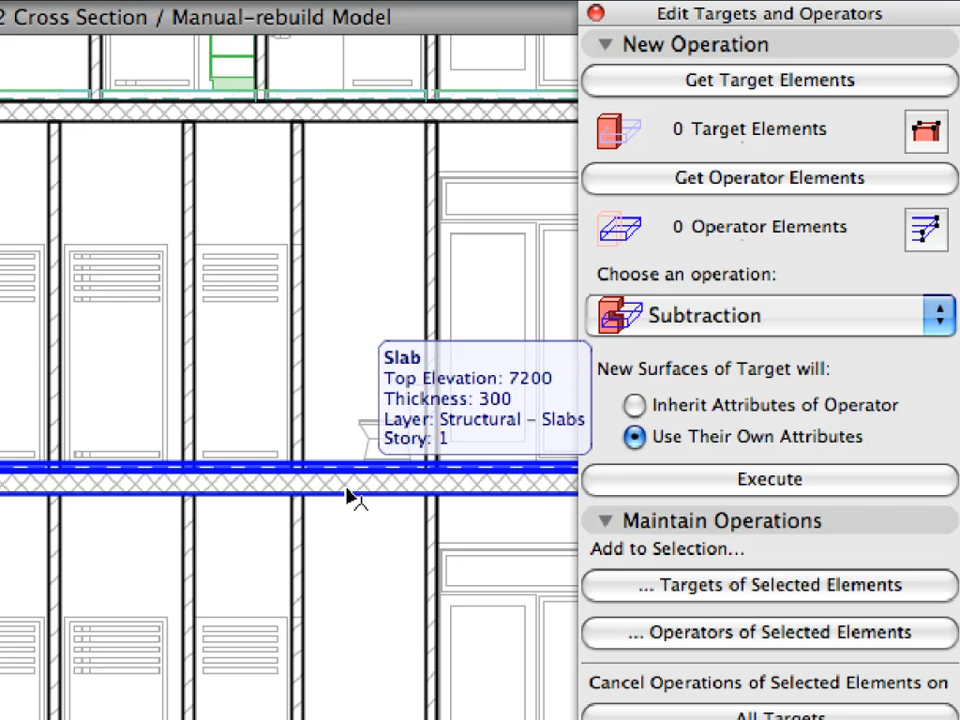 2 Cross Section / Manual-rebuild Model
Edit Targets and Operators
New Operation
Get Target Elements
0 Target Elements
Get Operator Elements
0 Operator Elements
Choose an operation:
Subtraction
Slab
Top Elevation: 7200
Thickness: 300
Layer: Structural - Slabs
Story: 1
New Surfaces of Target will:
Inherit Attributes of Operator
Use Their Own Attributes
Execute
Maintain Operations
Add to Selection...
... Targets of Selected Elements
... Operators of Selected Elements
Cancel Operations of Selected Elements on
All Targets